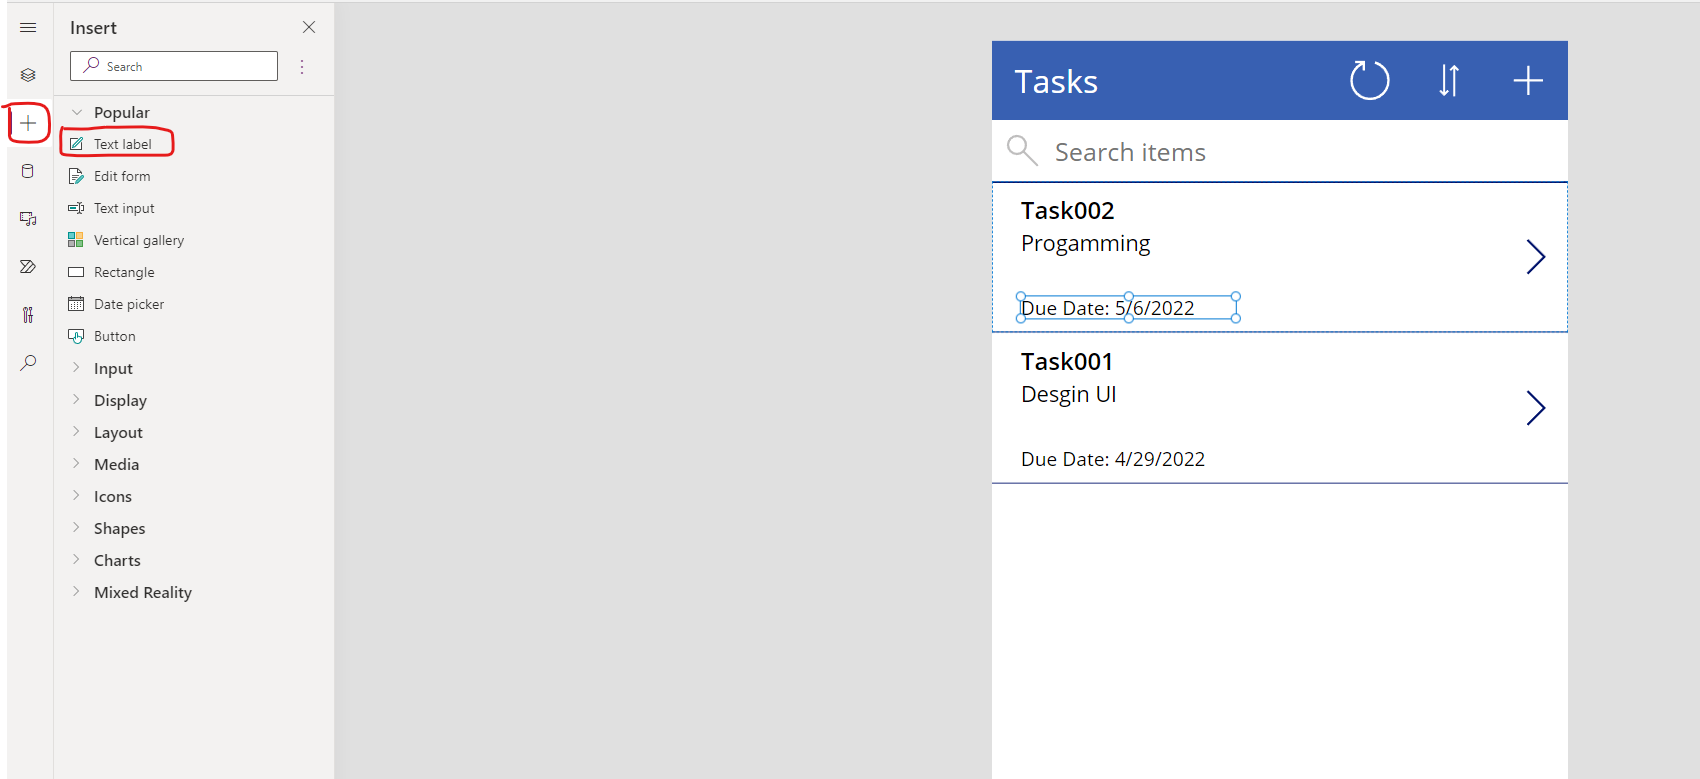 Insert
Search
Popular
Text label
Edit form
Text input
Vertical gallery
Rectangle
Date picker
Button
Input
Display
Layout
Media
Icons
Shapes
Charts
Mixed Reality
Tasks
Search items
Task002
Progamming
Due Date: 5/6/2022
Task001
Desgin UI
Due Date: 4/29/2022